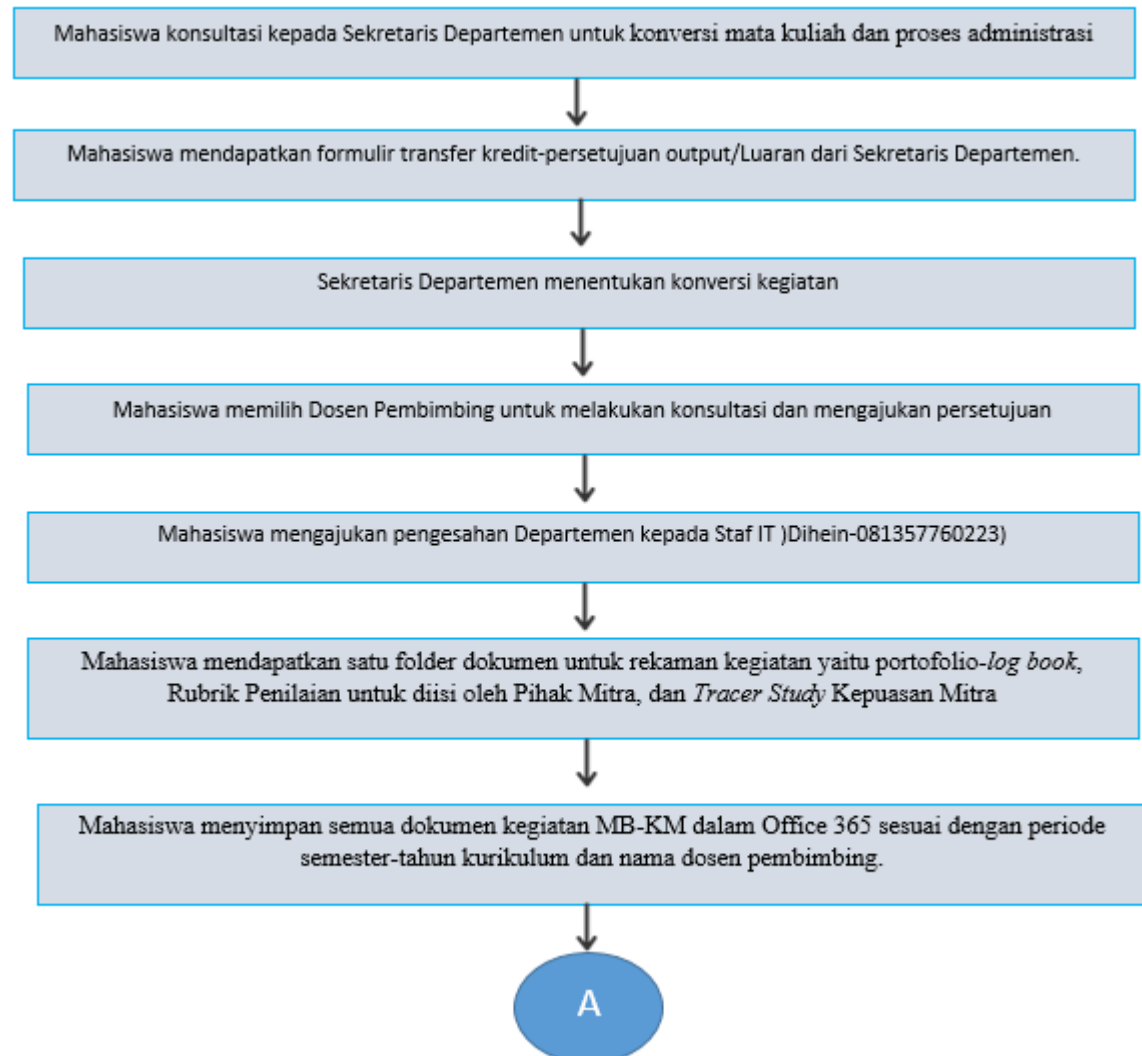 Mahasiswa konsultasi kepada Sekretaris Departemen untuk konversi mata kuliah dan proses administrasi
Mahasiswa mendapatkan formulir transfer kredit-persetujuan output/Luaran dari Sekretaris Departemen.
Sekretaris Departemen menentukan konversi kegiatan
Mahasiswa memilih Dosen Pembimbing untuk melakukan konsultasi dan mengajukan persetujuan
Mahasiswa mengajukan pengesahan Departemen kepada Staf IT )Dihein-081357760223)
Mahasiswa mendapatkan satu folder dokumen untuk rekaman kegiatan yaitu portofolio-log book,
Rubrik Penilaian untuk diisi oleh Pihak Mitra, dan Tracer Study Kepuasan Mitra
Mahasiswa menyimpan semua dokumen kegiatan MB-KM dalam Office 365 sesuai dengan periode
semester-tahun kurikulum dan nama dosen pembimbing.
A